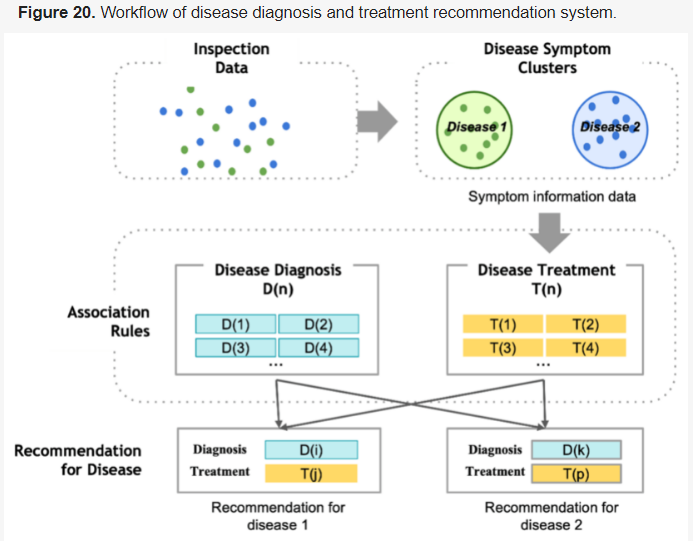 Figure 20. Workflow of disease diagnosis and treatment recommendation system.
Inspection
Data
Disease Symptom
Clusters
Disease 1
Disease 2
Symptom information data
Association
Rules
Disease Diagnosis
D(n)
D(1) D(2)
D(3) D(4)
...
Disease Treatment
T(n)
T(1) T(2)
T(3) T(4)
...
Recommendation
for Disease
Diagnosis D(i)
Treatment T(j)
Recommendation for
disease 1
Diagnosis D(k)
Treatment T(p)
Recommendation for
disease 2